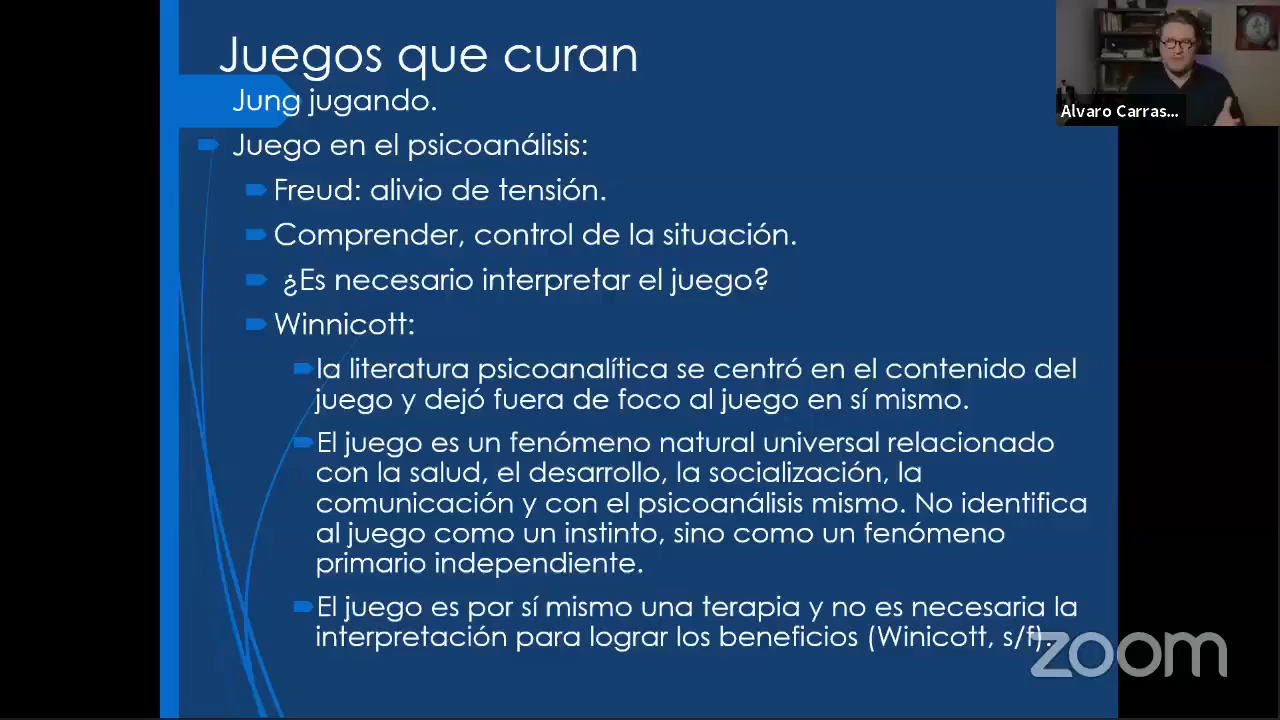 Juegos que curan
Jung jugando.
Juego en el psicoanálisis:
Freud: alivio de tensión.
Comprender, control de la situación.
¿Es necesario interpretar el juego?
Winnicott:
la literatura psicoanalítica se centró en el contenido del
juego y dejó fuera de foco al juego en sí mismo.
El juego es un fenómeno natural universal relacionado
con la salud, el desarrollo, la socialización, la
comunicación y con el psicoanálisis mismo. No identifica
al juego como un instinto, sino como un fenómeno
primario independiente.
El juego es por sí mismo una terapia y no es necesaria la
interpretación para lograr los beneficios (Winicott, s/f).
Alvaro Carras...
zoom